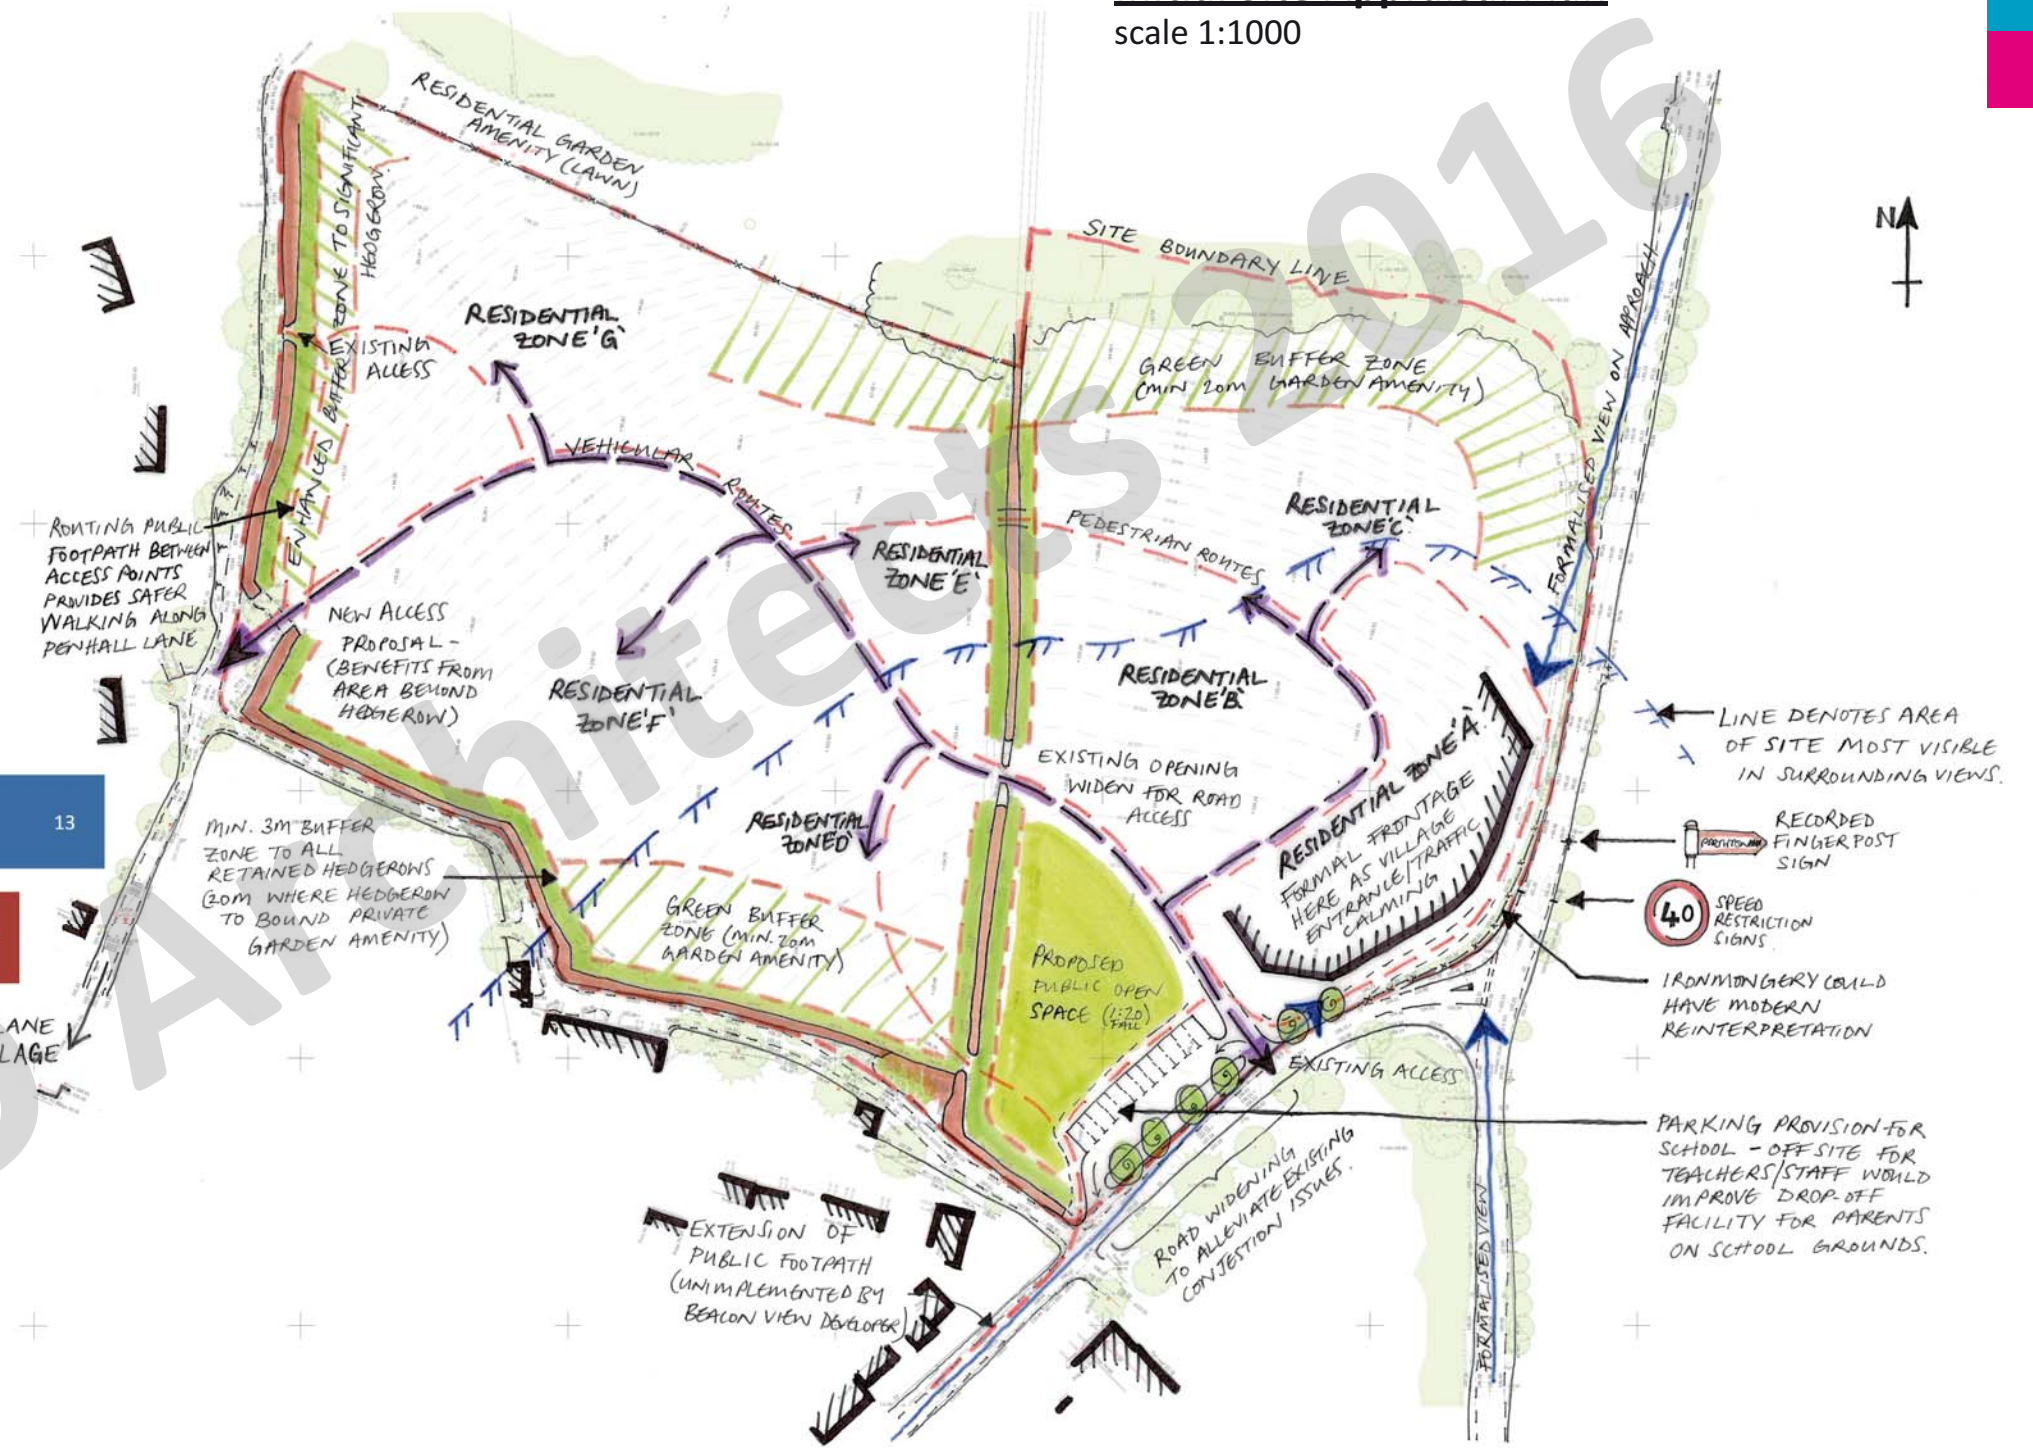 scale 1:1000
© Architects 2016
N
RESIDENTIAL GARDEN
AMENITY (LAWN)
SITE BOUNDARY LINE
ENHANCED BUFFER ZONE TO SIGNIFICANT
HEDGEROW.
RESIDENTIAL
ZONE 'G'
EXISTING
ACCESS
GREEN BUFFER ZONE
(MIN 20M GARDEN AMENITY)
FORMALISED VIEW ON APPROACH
VEHICULAR
ROUTES
RESIDENTIAL
ZONE 'C'
PEDESTRIAN ROUTES
RESIDENTIAL
ZONE 'E'
ROUTING PUBLIC
FOOTPATH BETWEEN
ACCESS POINTS
PROVIDES SAFER
WALKING ALONG
PENHALL LANE
NEW ACCESS
PROPOSAL -
(BENEFITS FROM
AREA BEYOND
HEDGEROW)
RESIDENTIAL
ZONE 'F'
RESIDENTIAL
ZONE 'B'
RESIDENTIAL ZONE 'A'
FORMAL FRONTAGE
HERE AS VILLAGE
ENTRANCE/TRAFFIC
CALMING
LINE DENOTES AREA
OF SITE MOST VISIBLE
IN SURROUNDING VIEWS.
EXISTING OPENING
WIDEN FOR ROAD
ACCESS
13
MIN. 3M BUFFER
ZONE TO ALL
RETAINED HEDGEROWS
(20M WHERE HEDGEROW
TO BOUND PRIVATE
GARDEN AMENITY)
RESIDENTIAL
ZONE 'D'
RECORDED
FINGERPOST
SIGN
40
SPEED
RESTRICTION
SIGNS.
GREEN BUFFER
ZONE (MIN. 20M
GARDEN AMENITY)
PROPOSED
PUBLIC OPEN
SPACE (1:20)
FALL
IRONMONGERY COULD
HAVE MODERN
REINTERPRETATION
ANE
LAGE
EXISTING ACCESS
PARKING PROVISION FOR
SCHOOL - OFFSITE FOR
TEACHERS/STAFF WOULD
IMPROVE DROP-OFF
FACILITY FOR PARENTS
ON SCHOOL GROUNDS.
ROAD WIDENING
TO ALLEVIATE EXISTING
CONJESTION ISSUES.
EXTENSION OF
PUBLIC FOOTPATH
(UNIMPLEMENTED BY
BEACON VIEW DEVELOPER)
FORMALISED VIEW